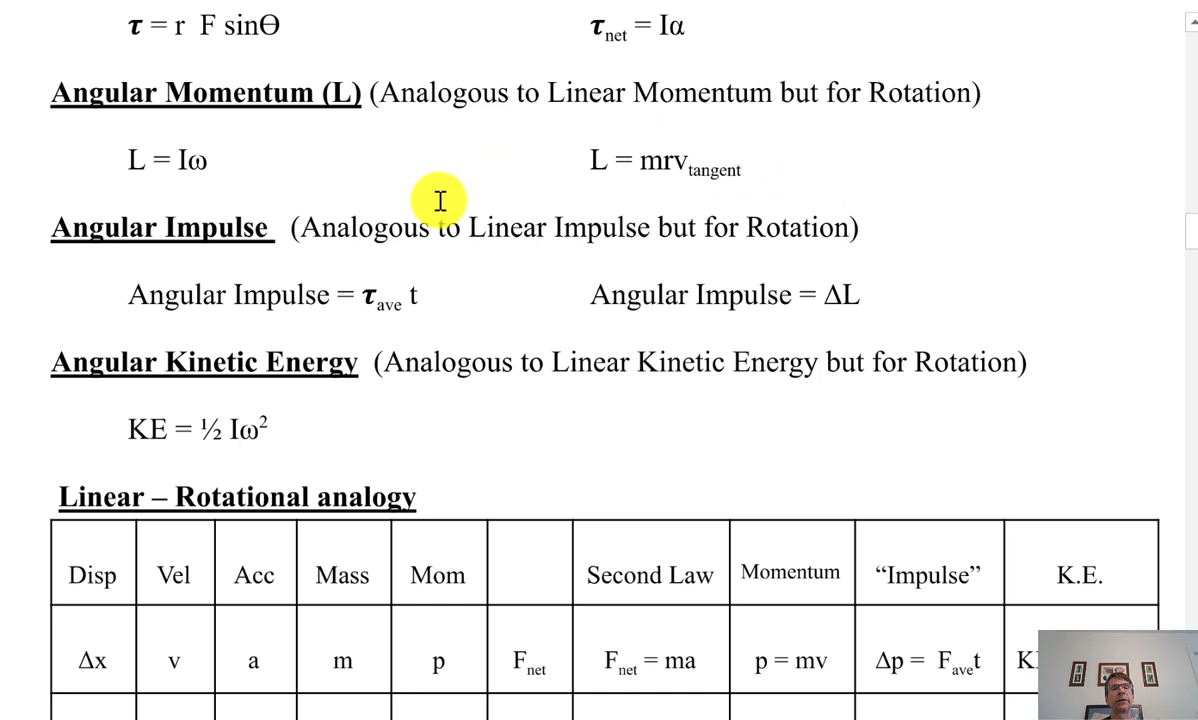 𝝉 = r F sinΘ 𝝉net = Iα
Angular Momentum (L) (Analogous to Linear Momentum but for Rotation)
L = Iω L = mrvtangent
Angular Impulse (Analogous to Linear Impulse but for Rotation)
Angular Impulse = 𝝉ave t Angular Impulse = ΔL
Angular Kinetic Energy (Analogous to Linear Kinetic Energy but for Rotation)
KE = ½ Iω²
Linear – Rotational analogy
Disp Vel Acc Mass Mom Second Law Momentum “Impulse” K.E.
Δx v a m p Fnet Fnet = ma p = mv Δp = Favet